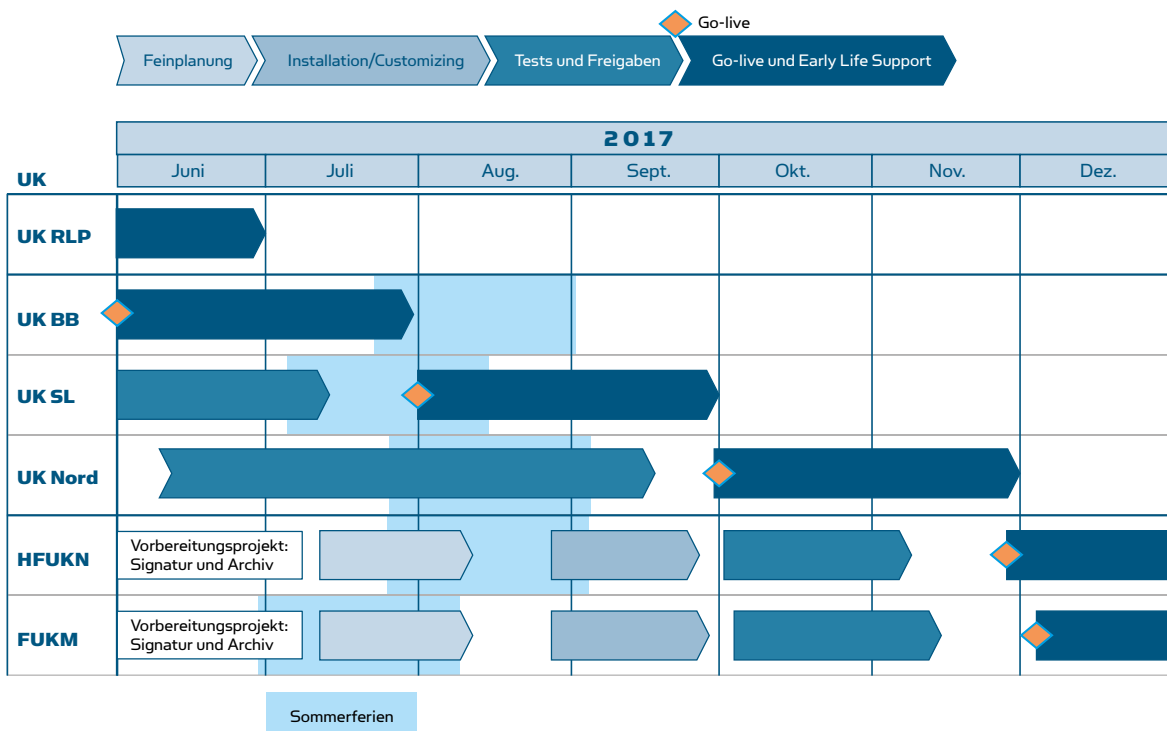 Go-live
Feinplanung
Installation/Customizing
Tests und Freigaben
Go-live und Early Life Support
2017
UK
Juni
Juli
Aug.
Sept.
Okt.
Nov.
Dez.
UK RLP
UK BB
UK SL
UK Nord
HFUKN
Vorbereitungsprojekt:
Signatur und Archiv
FUKM
Vorbereitungsprojekt:
Signatur und Archiv
Sommerferien